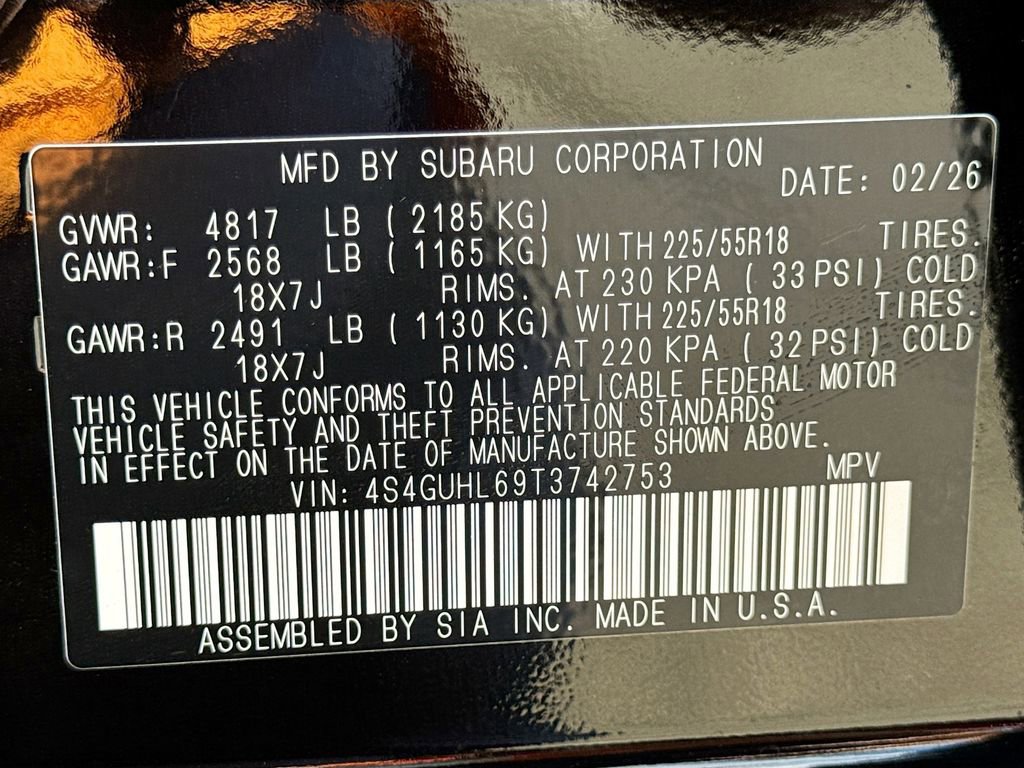 MFD BY SUBARU CORPORATION DATE: 02/26
GVWR: 4817 LB ( 2185 KG)
GAWR:F 2568 LB ( 1165 KG) WITH 225/55R18 TIRES.
18X7J RIMS. AT 230 KPA ( 33 PSI) COLD
GAWR:R 2491 LB ( 1130 KG) WITH 225/55R18 TIRES.
18X7J RIMS. AT 220 KPA ( 32 PSI) COLD
THIS VEHICLE CONFORMS TO ALL APPLICABLE FEDERAL MOTOR
VEHICLE SAFETY AND THEFT PREVENTION STANDARDS
IN EFFECT ON THE DATE OF MANUFACTURE SHOWN ABOVE.
VIN: 4S4GUHL69T3742753 MPV
ASSEMBLED BY SIA INC. MADE IN U.S.A.